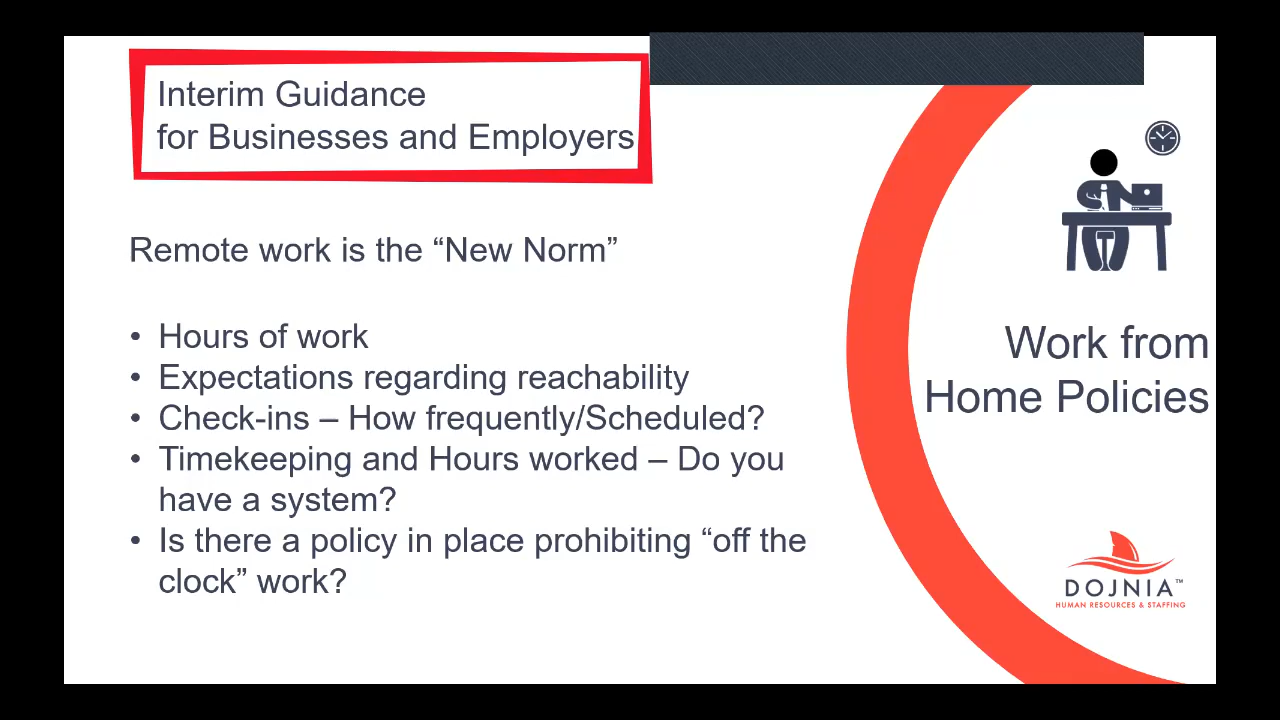 Interim Guidance
for Businesses and Employers
Remote work is the “New Norm”
• Hours of work
• Expectations regarding reachability
• Check-ins – How frequently/Scheduled?
• Timekeeping and Hours worked – Do you
have a system?
• Is there a policy in place prohibiting “off the
clock” work?
Work from
Home Policies
DOJNIA™
HUMAN RESOURCES & STAFFING